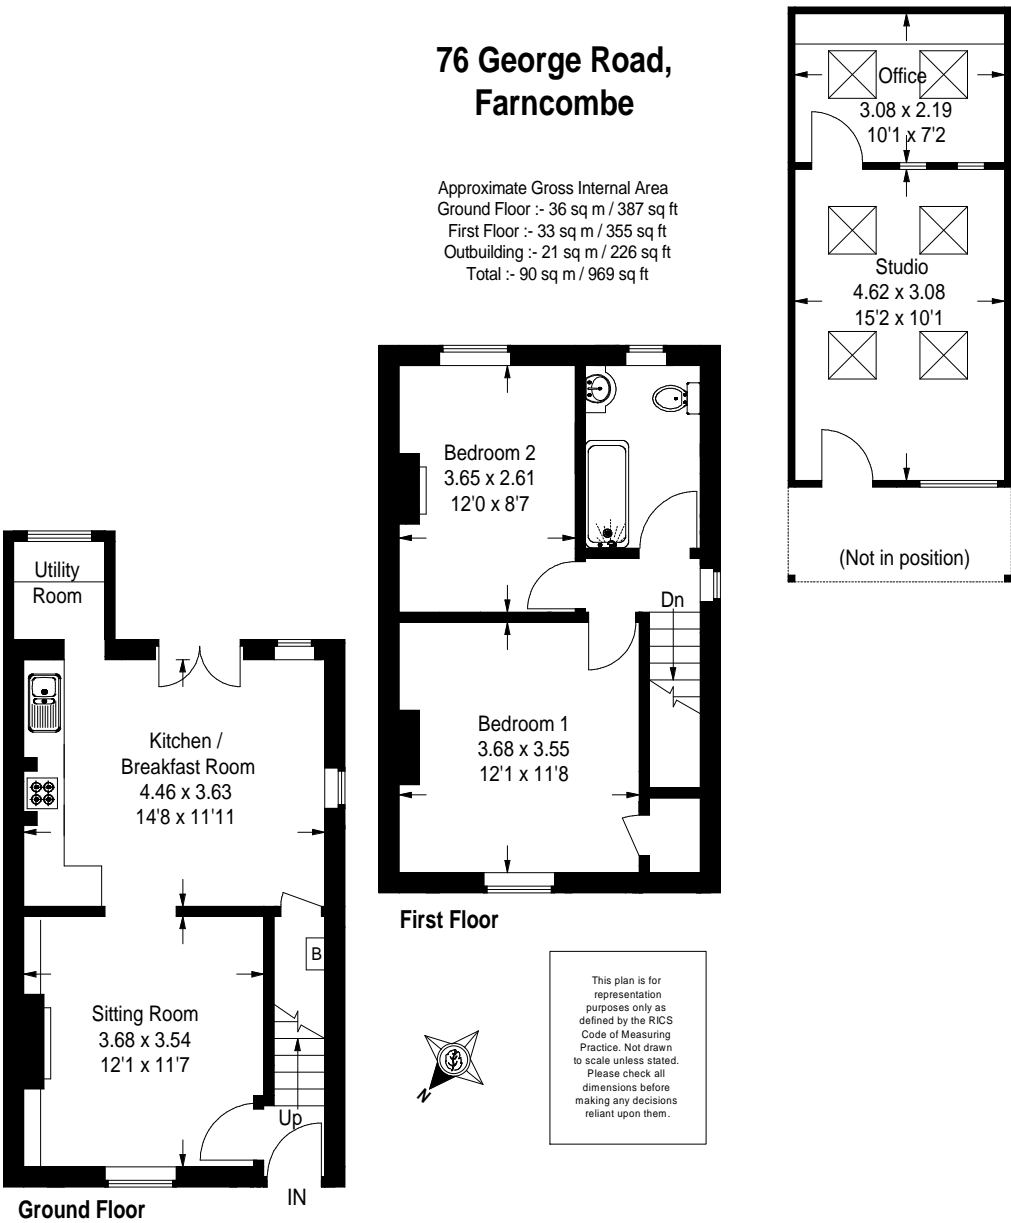 76 George Road,
Farncombe
Approximate Gross Internal Area
Ground Floor :- 36 sq m / 387 sq ft
First Floor :- 33 sq m / 355 sq ft
Outbuilding :- 21 sq m / 226 sq ft
Total :- 90 sq m / 969 sq ft
Office
3.08 x 2.19
10'1 x 7'2
Studio
4.62 x 3.08
15'2 x 10'1
(Not in position)
Bedroom 2
3.65 x 2.61
12'0 x 8'7
Dn
Bedroom 1
3.68 x 3.55
12'1 x 11'8
First Floor
Utility
Room
Kitchen /
Breakfast Room
4.46 x 3.63
14'8 x 11'11
B
Sitting Room
3.68 x 3.54
12'1 x 11'7
Up
IN
Ground Floor
N
This plan is for
representation
purposes only as
defined by the RICS
Code of Measuring
Practice. Not drawn
to scale unless stated.
Please check all
dimensions before
making any decisions
reliant upon them.